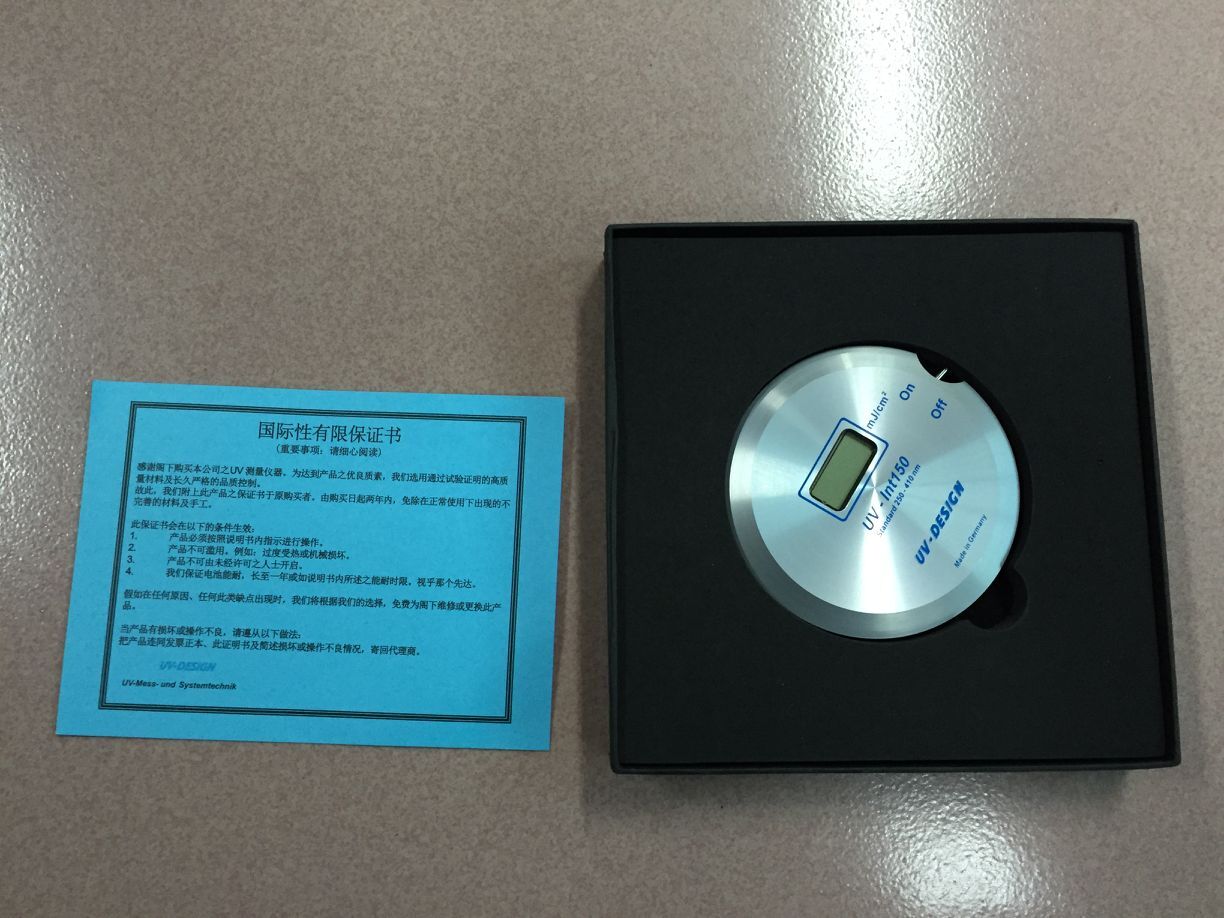 国际性有限保证书
(重要事项：请细心阅读)
感谢阁下购买本公司之UV 测量仪器。为达到产品之优良质素，我们选用通过试验证明的高质
量材料及长久严格的品质控制。
故此，我们附上此产品之保证书于原购买者。由购买日起两年内，免除在正常使用下出现的不
完善的材料及手工。
此保证书会在以下的条件生效：
1. 产品必须按照说明书内指示进行操作。
2. 产品不可滥用。例如：过度受热或机械损坏。
3. 产品不可由未经许可之人士开启。
4. 我们保证电池能耐，长至一年或如说明书内所述之能耐时限。视乎那个先达。
假如在任何原因、任何此类缺点出现时，我们将根据我们的选择，免费为阁下维修或更换此产
品。
当产品有损坏或操作不良，请遵从以下做法：
把产品连同发票正本、此证明书及简述损坏或操作不良情况，寄回代理商。
UV-DESIGN
UV-Mess- und Systemtechnik
On
Off
mJ/cm²
UV - Int150
Standard 250 - 410 nm
UV-DESIGN
Made in Germany